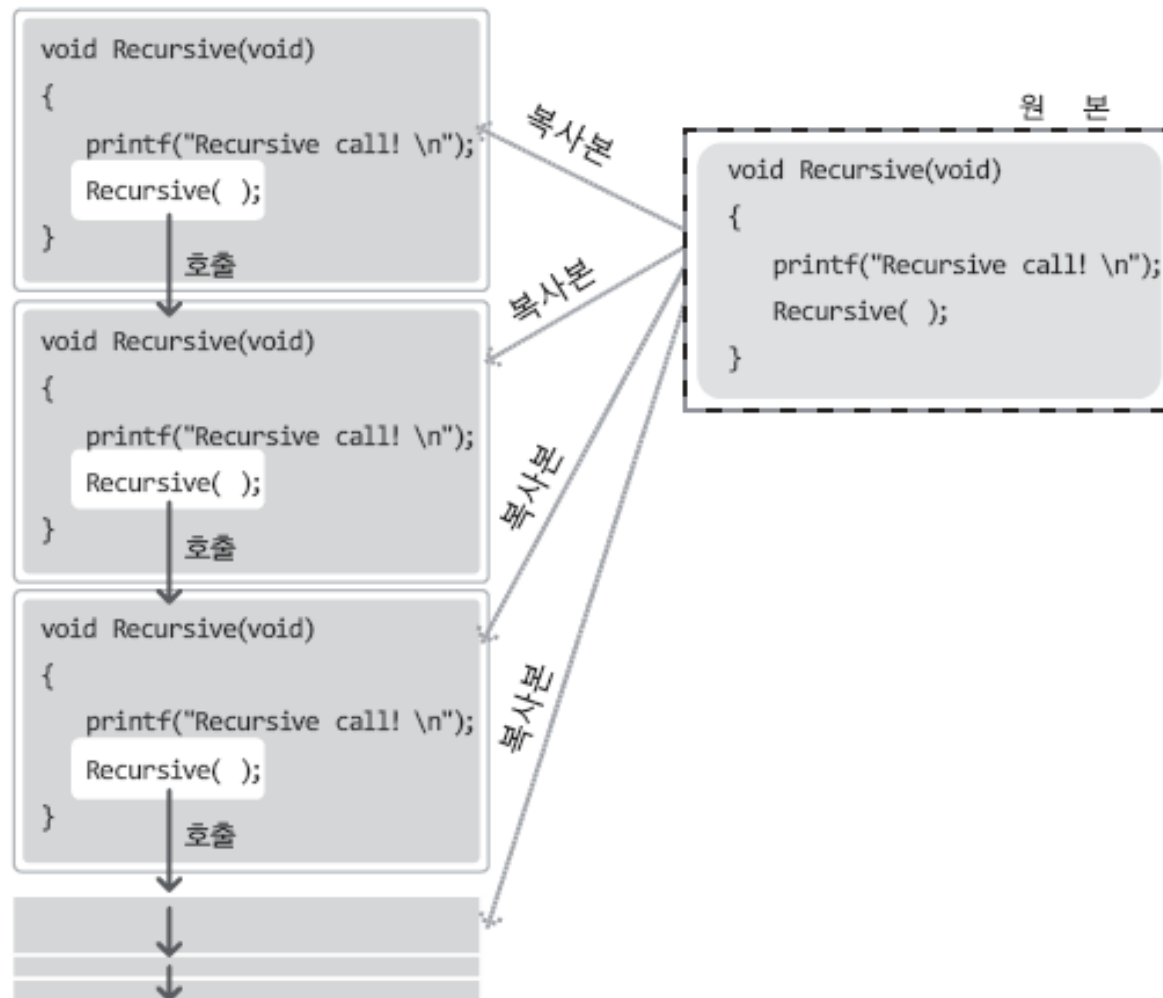 void Recursive(void)
{
printf("Recursive call! \n");
Recursive( );
}
호출
void Recursive(void)
{
printf("Recursive call! \n");
Recursive( );
}
호출
void Recursive(void)
{
printf("Recursive call! \n");
Recursive( );
}
호출
복사본
복사본
복사본
복사본
원 본
void Recursive(void)
{
printf("Recursive call! \n");
Recursive( );
}